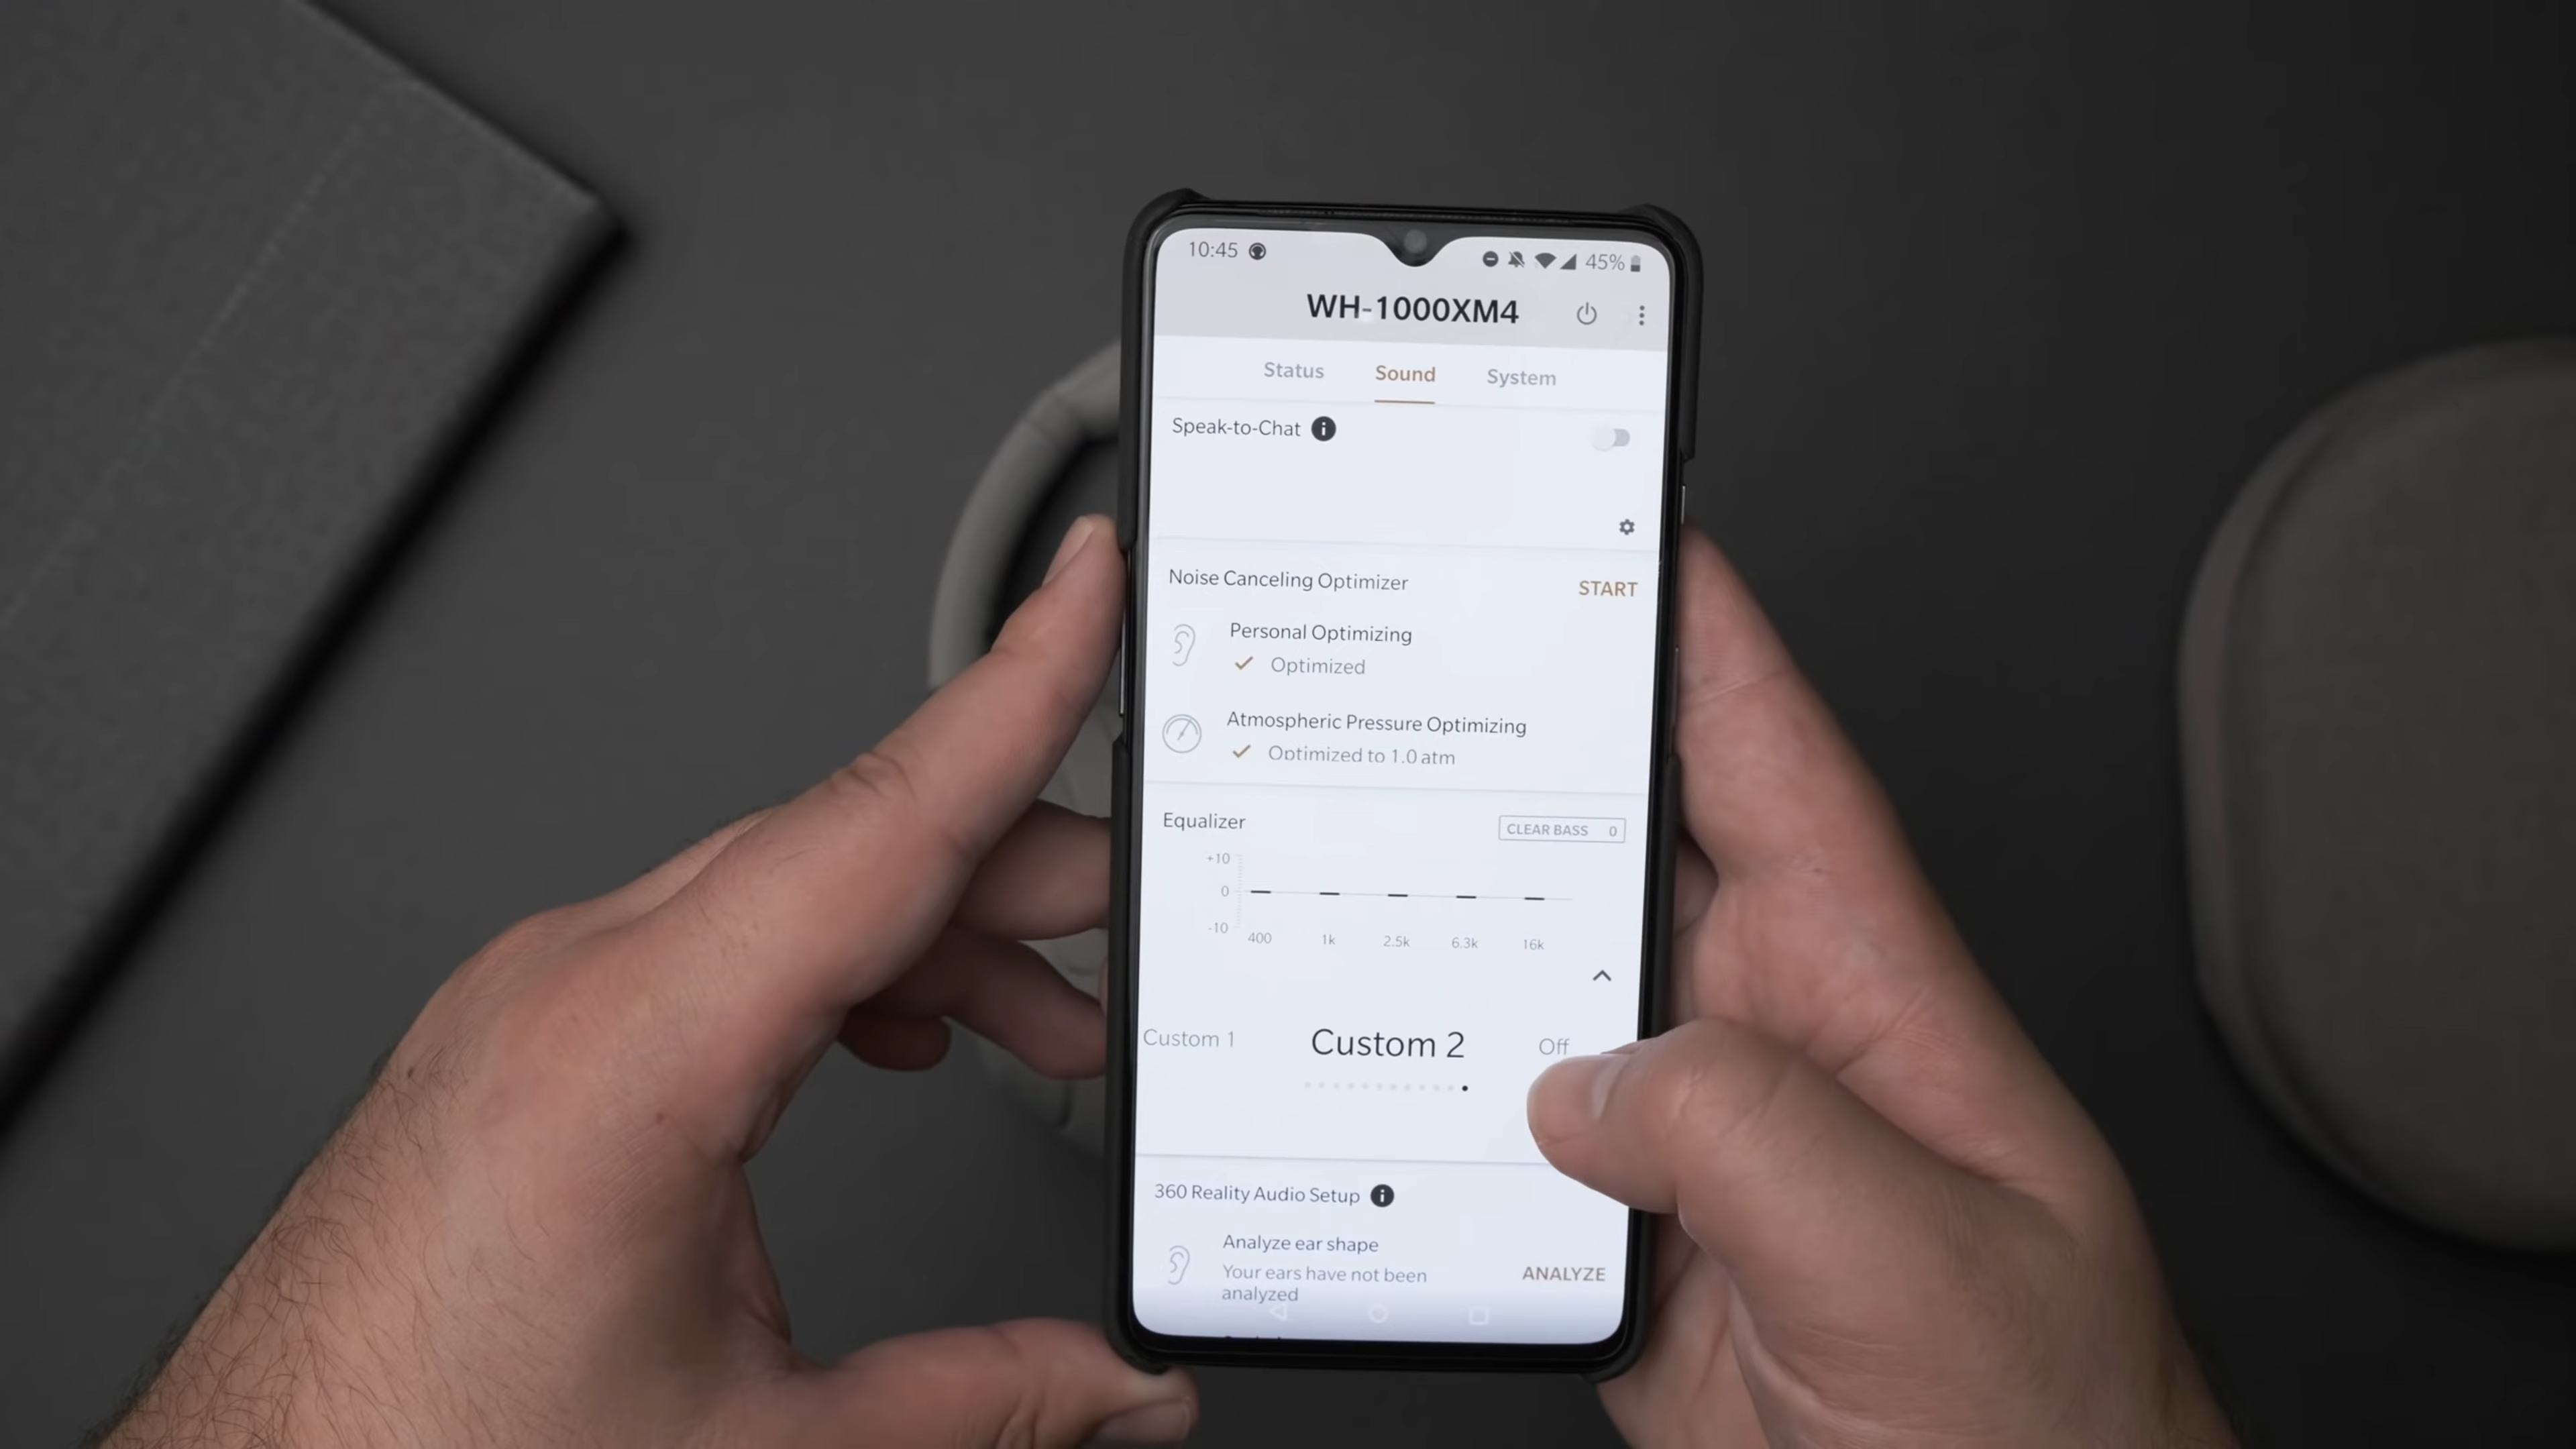 10:45 45%
WH-1000XM4
Status Sound System
Speak-to-Chat
Noise Canceling Optimizer START
Personal Optimizing
Optimized
Atmospheric Pressure Optimizing
Optimized to 1.0 atm
Equalizer CLEAR BASS 0
+10
0
-10
400 1k 2.5k 6.3k 16k
Custom 1 Custom 2 Off
360 Reality Audio Setup
Analyze ear shape
Your ears have not been
analyzed
ANALYZE